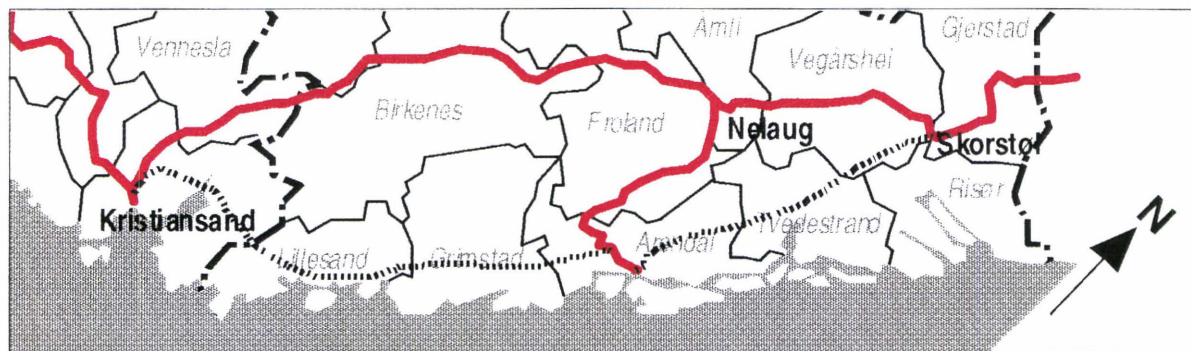 Åmli
Gjerstad
Vennesla
Vegårshei
Birkenes
Froland
Nelaug
Skorstøl
Risør
Kristiansand
Tvedestrand
Lillesand
Grimstad
Arendal
N